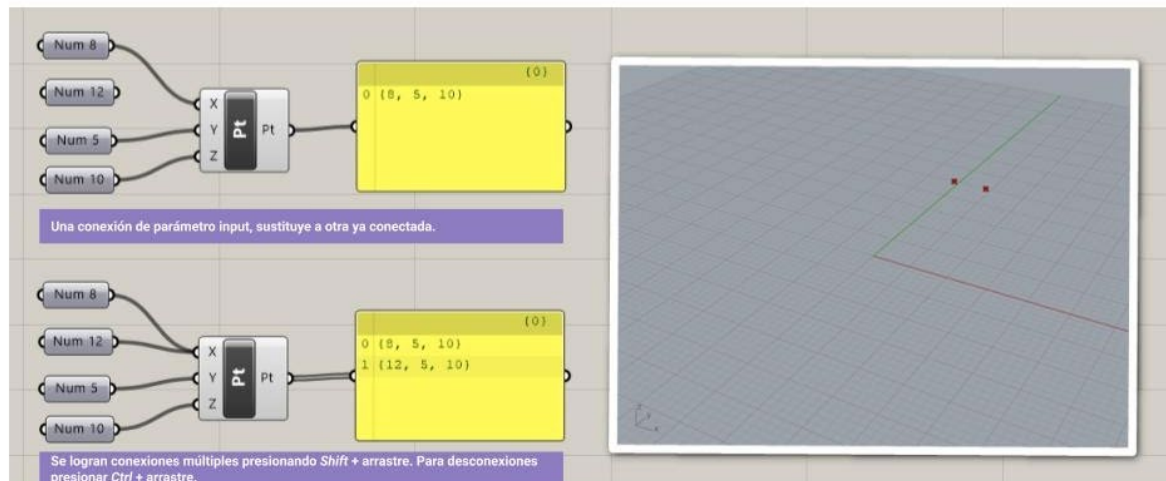 Num 8
Num 12
Num 5
Num 10
X
Y
Z
Pt
Pt
{0}
0 {8, 5, 10}
Una conexión de parámetro input, sustituye a otra ya conectada.
Num 8
Num 12
Num 5
Num 10
X
Y
Z
Pt
Pt
{0}
0 {8, 5, 10}
1 {12, 5, 10}
Se logran conexiones múltiples presionando Shift + arrastre. Para desconexiones
presionar Ctrl + arrastre.
z
y
x